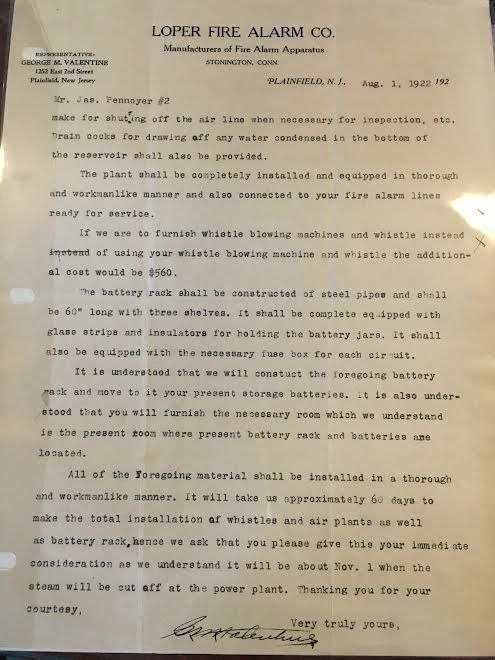 LOPER FIRE ALARM CO.
Manufacturers of Fire Alarm Apparatus
STONINGTON, CONN.
REPRESENTATIVE:
GEORGE M. VALENTINE
1252 East 2nd Street
Plainfield, New Jersey
PLAINFIELD, N. J., Aug. 1, 1922 192
Mr. Jas. Pennoyer #2
make for shuting off the air line when necessary for inspection, etc.
Drain cocks for drawing off any water condensed in the bottom of
the reservoir shall also be provided.
The plant shall be completely installed and equipped in thorough
and workmanlike manner and also connected to your fire alarm lines
ready for service.
If we are to furnish whistle blowing machines and whistle instead
instead of using your whistle blowing machine and whistle the addition-
al cost would be $560.
The battery rack shall be constructed of steel pipes and shall
be 60" long with three shelves. It shall be complete equipped with
glass strips and insulators for holding the battery jars. It shall
also be equipped with the necessary fuse box for each circuit.
It is understood that we will constuct the foregoing battery
rack and move to it your present storage batteries. It is also under-
stood that you will furnish the necessary room which we understand
is the present room where present battery rack and batteries are
located.
All of the foregoing material shall be installed in a thorough
and workmanlike manner. It will take us approximately 60 days to
make the total installation of whistles and air plants as well
as battery rack, hence we ask that you please give this your immediate
consideration as we understand it will be about Nov. 1 when the
steam will be cut off at the power plant. Thanking you for your
courtesy,
Very truly yours,
G M Valentine